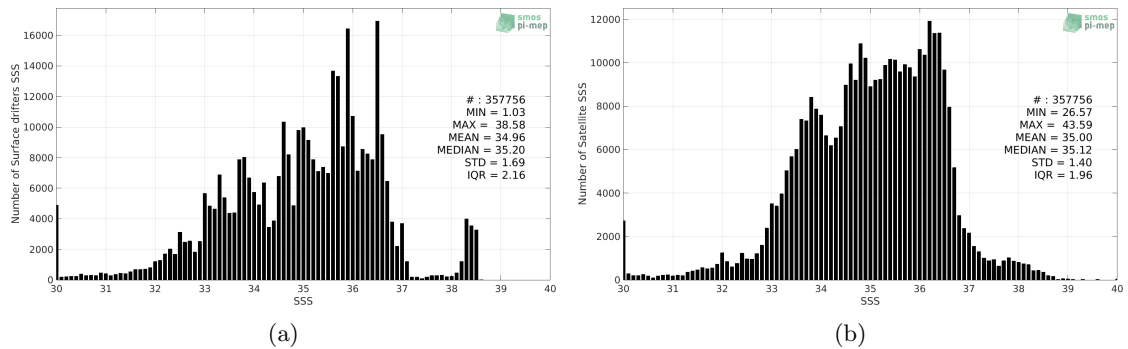 smos
pi-mep
Number of Surface drifters SSS
16000
14000
12000
10000
8000
6000
4000
2000
0
# : 357756
MIN = 1.03
MAX = 38.58
MEAN = 34.96
MEDIAN = 35.20
STD = 1.69
IQR = 2.16
30 31 32 33 34 35 36 37 38 39 40
SSS
(a)
smos
pi-mep
Number of Satellite SSS
12000
10000
8000
6000
4000
2000
0
# : 357756
MIN = 26.57
MAX = 43.59
MEAN = 35.00
MEDIAN = 35.12
STD = 1.40
IQR = 1.96
30 31 32 33 34 35 36 37 38 39 40
SSS
(b)